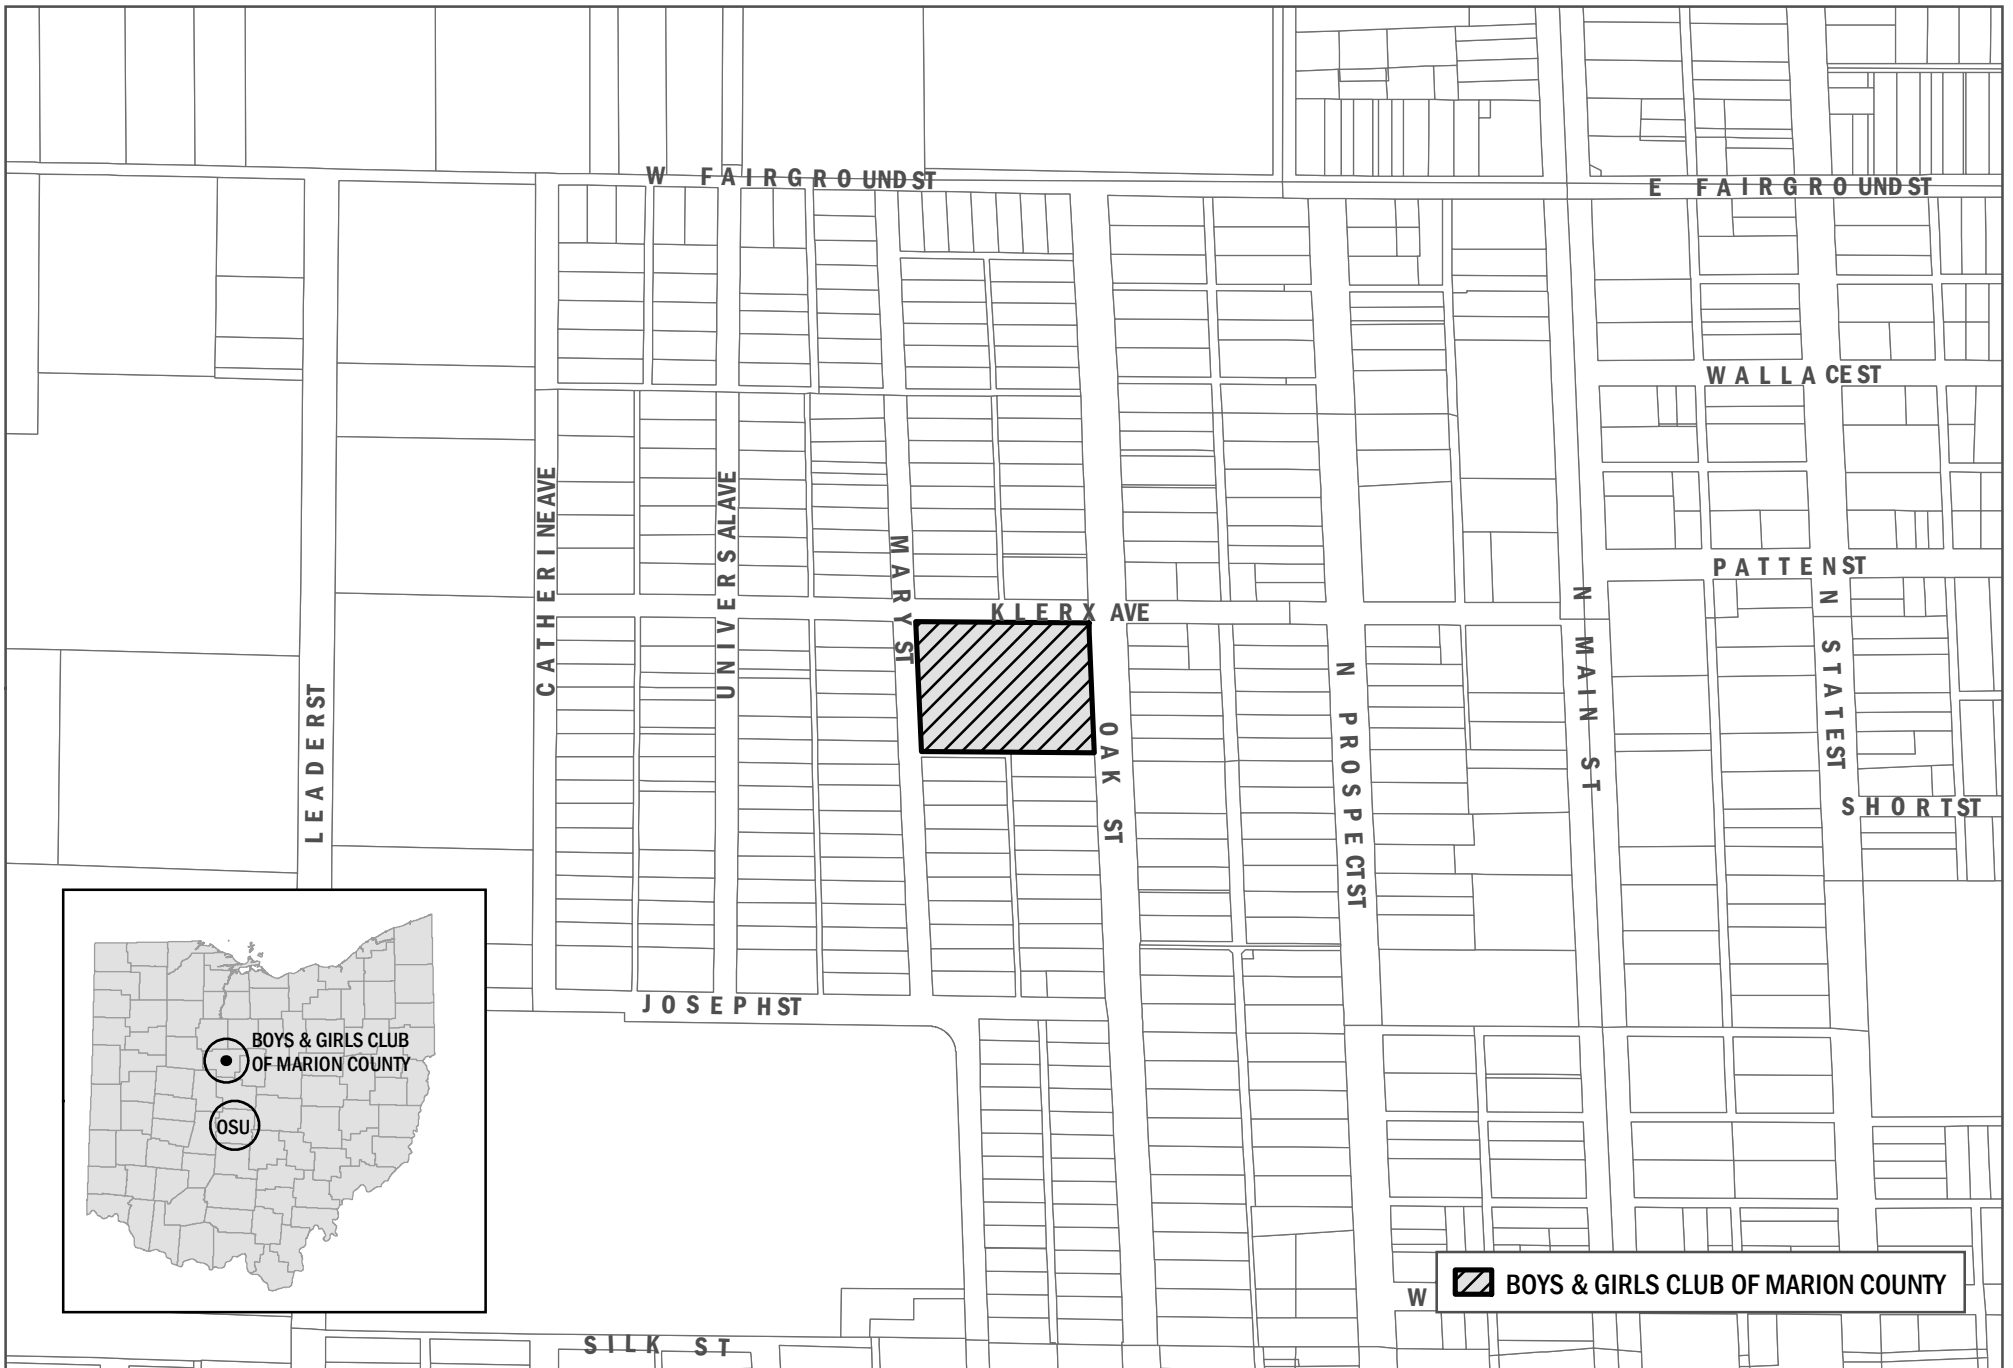 W FAIRGROUND ST
E FAIRGROUND ST
WALLACE ST
CATHERINE AVE
UNIVERSAL AVE
MARY ST
PATTEN ST
KLERX AVE
N MAIN ST
N STATE ST
LEADER ST
OAK ST
N PROSPECT ST
SHORT ST
JOSEPH ST
BOYS & GIRLS CLUB
OF MARION COUNTY
OSU
BOYS & GIRLS CLUB OF MARION COUNTY
W
SILK ST